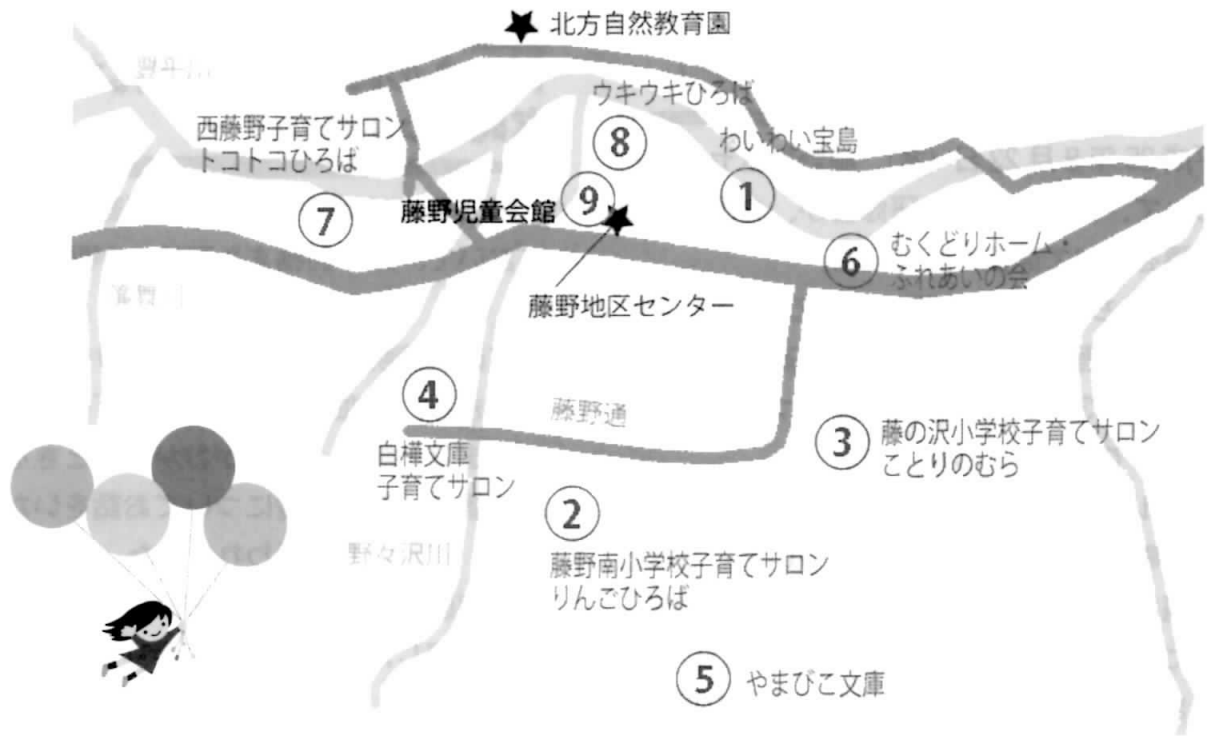 北方自然教育園
ウキウキひろば
⑧
西藤野子育てサロン
トコトコひろば
わいわい宝島
①
⑦
藤野児童会館
⑨
⑥
むくどりホーム・
ふれあいの会
藤野地区センター
④
藤野通
白樺文庫
子育てサロン
③
藤の沢小学校子育てサロン
ことりのむら
②
野々沢川
藤野南小学校子育てサロン
りんごひろば
⑤
やまびこ文庫